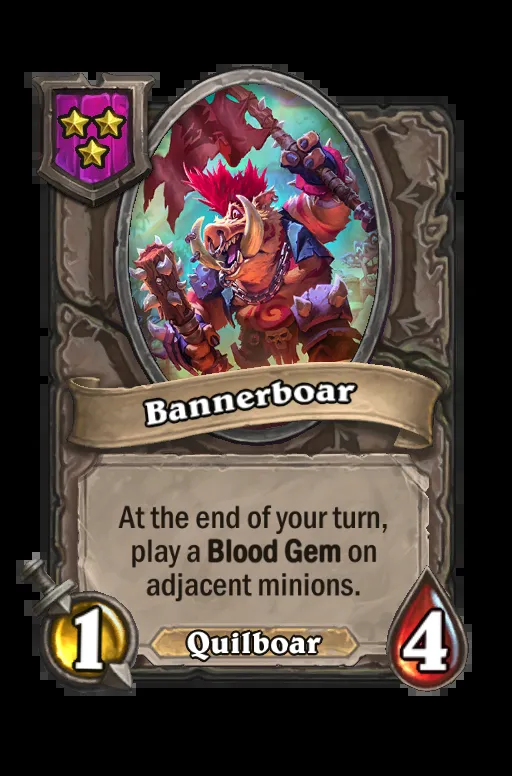 Bannerboar
At the end of your turn,
play a Blood Gem on
adjacent minions.
1
Quilboar
4